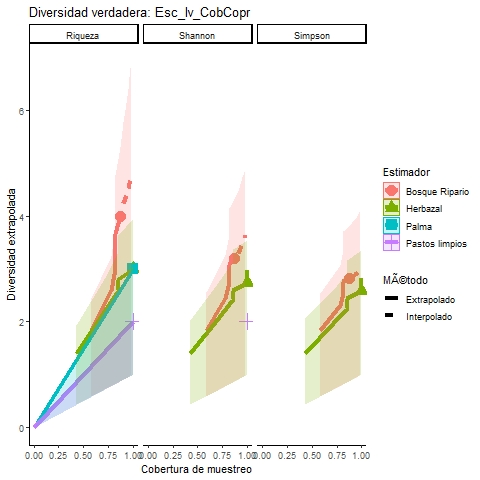 Diversidad verdadera: Esc_lv_CobCopr
Riqueza Shannon Simpson
Diversidad extrapolada
6
4
2
0
0.00 0.25 0.50 0.75 1.00 0.00 0.25 0.50 0.75 1.00 0.00 0.25 0.50 0.75 1.00
Cobertura de muestreo
Estimador
Bosque Ripario
Herbazal
Palma
Pastos limpios
MÃ©todo
Extrapolado
Interpolado